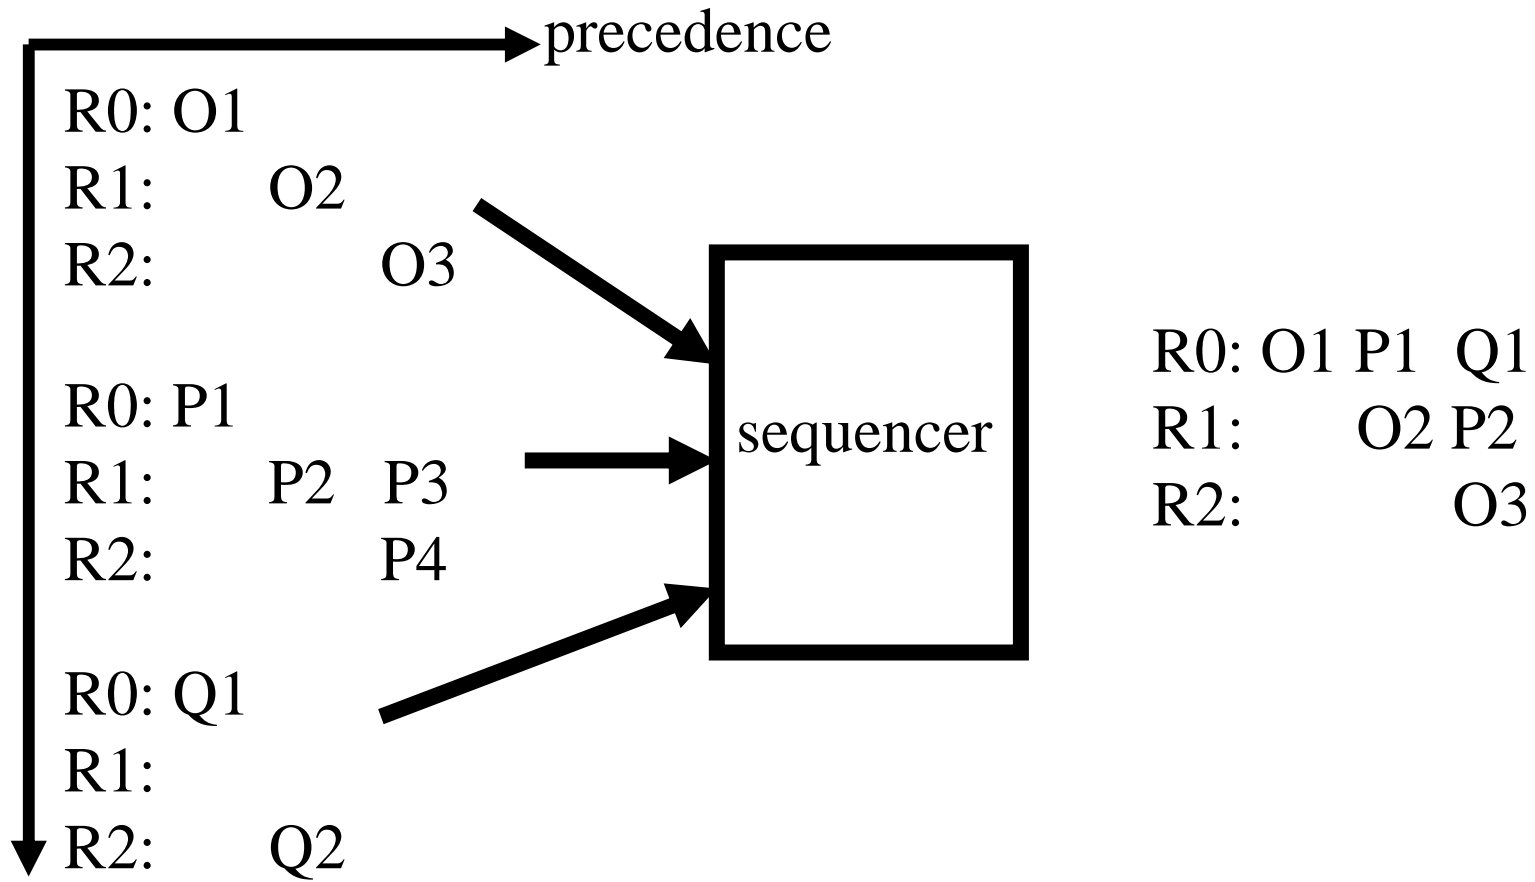 precedence
R0: O1
R1: O2
R2: O3
R0: P1
R1: P2 P3
R2: P4
R0: Q1
R1:
R2: Q2
sequencer
R0: O1 P1 Q1
R1: O2 P2
R2: O3